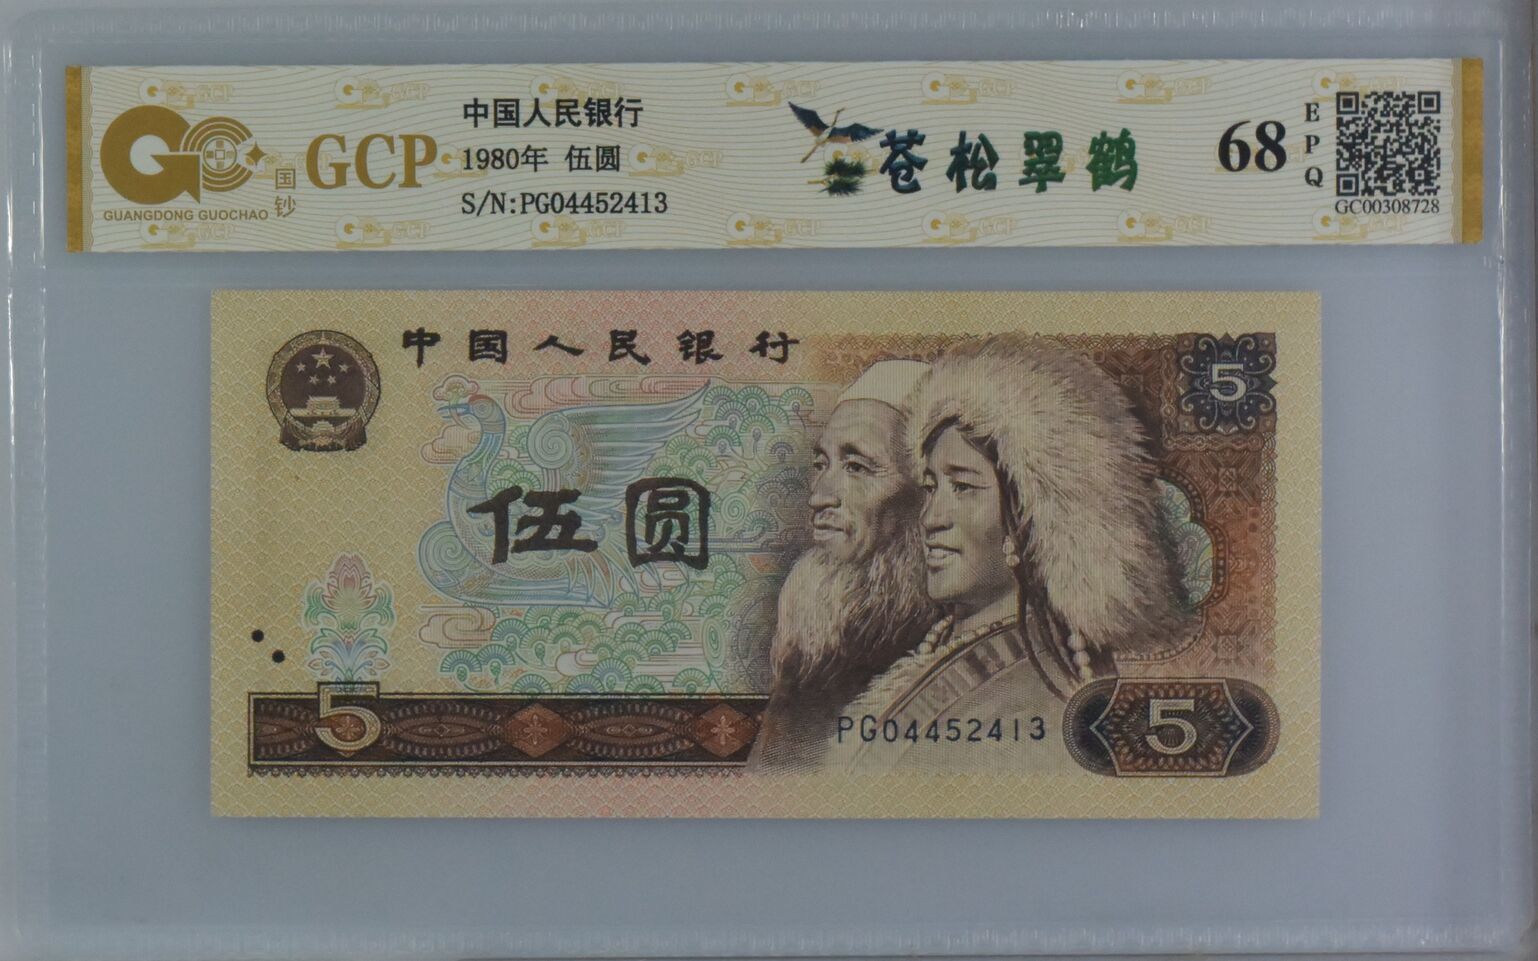 中国人民银行
1980年 伍圆
S/N:PG04452413
GCP
国钞
GUANGDONG GUOCHAO
苍松翠鹤
68
EPQ
GC00308728
中国人民银行
5
伍圆
5
PG04452413
5